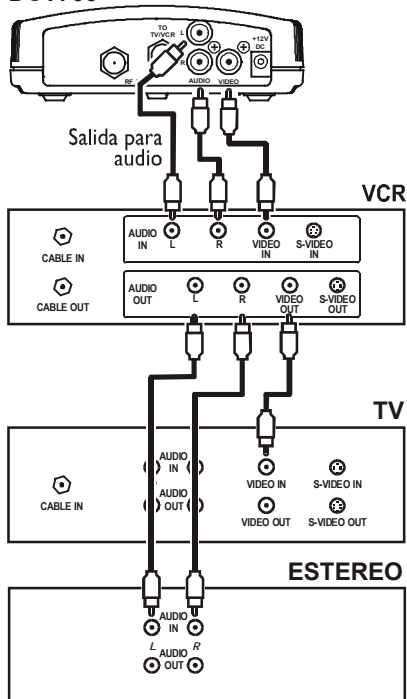 TO
TV/VCR
L
+12V
DC
R
RF
AUDIO
VIDEO
Salida para
audio
VCR
CABLE IN
AUDIO
IN
L
R
VIDEO
IN
S-VIDEO
IN
CABLE OUT
AUDIO
OUT
L
R
VIDEO
OUT
S-VIDEO
OUT
TV
CABLE IN
AUDIO
IN
VIDEO IN
S-VIDEO IN
AUDIO
OUT
VIDEO OUT
S-VIDEO OUT
ESTEREO
AUDIO
IN
L
R
AUDIO
OUT